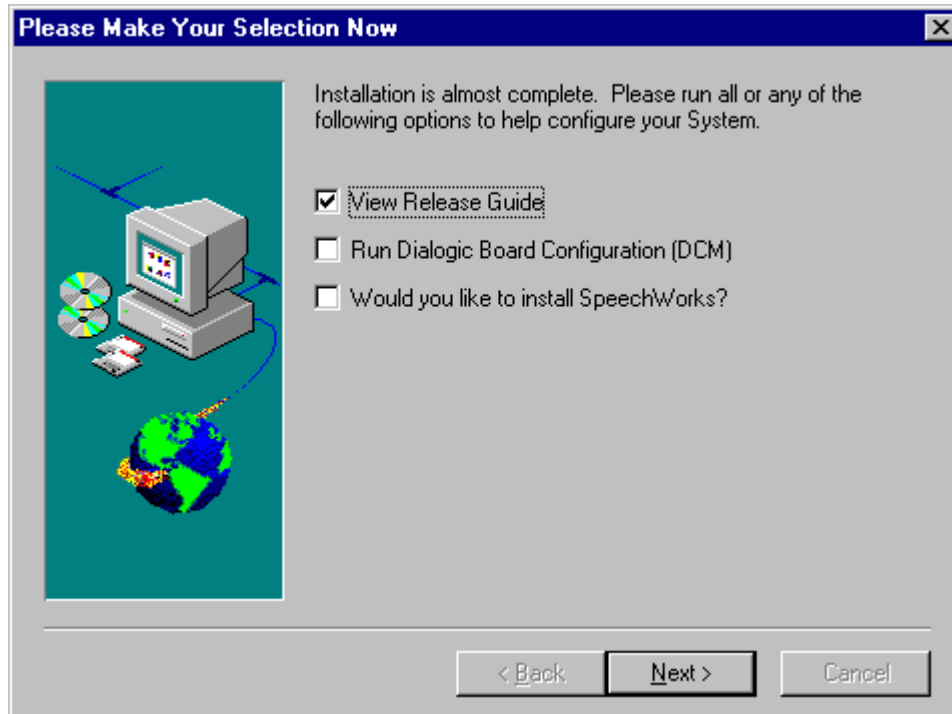 Please Make Your Selection Now
Installation is almost complete.  Please run all or any of the
following options to help configure your System.
View Release Guide
Run Dialogic Board Configuration (DCM)
Would you like to install SpeechWorks?
< Back
Next >
Cancel